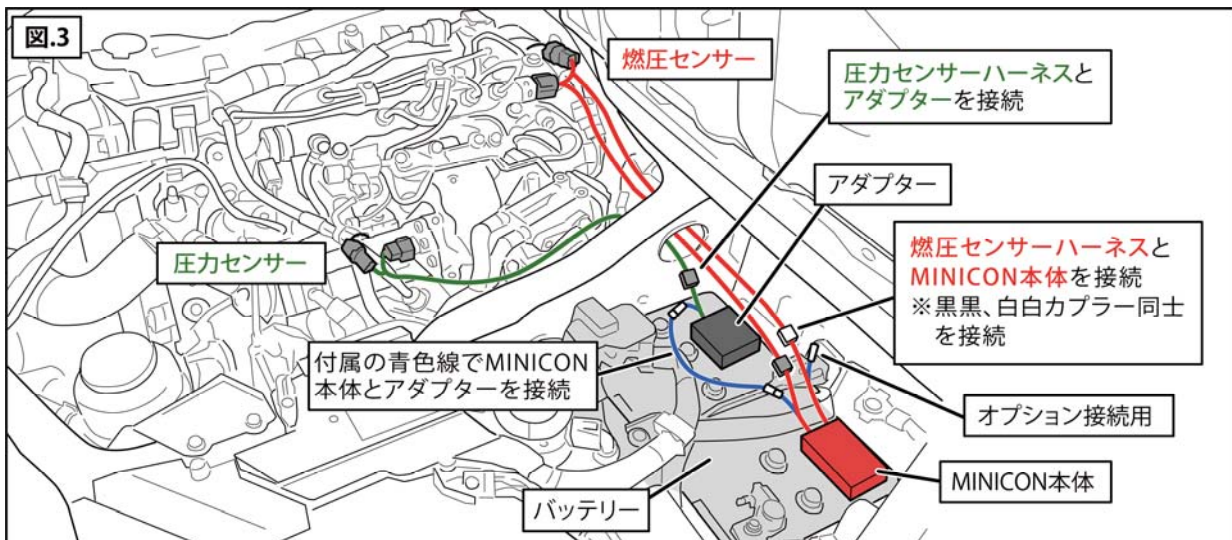 図.3
燃圧センサー
圧力センサーハーネスと
アダプターを接続
アダプター
圧力センサー
燃圧センサーハーネスと
MINICON本体を接続
※黒黒、白白カプラー同士
を接続
付属の青色線でMINICON
本体とアダプターを接続
オプション接続用
MINICON本体
バッテリー